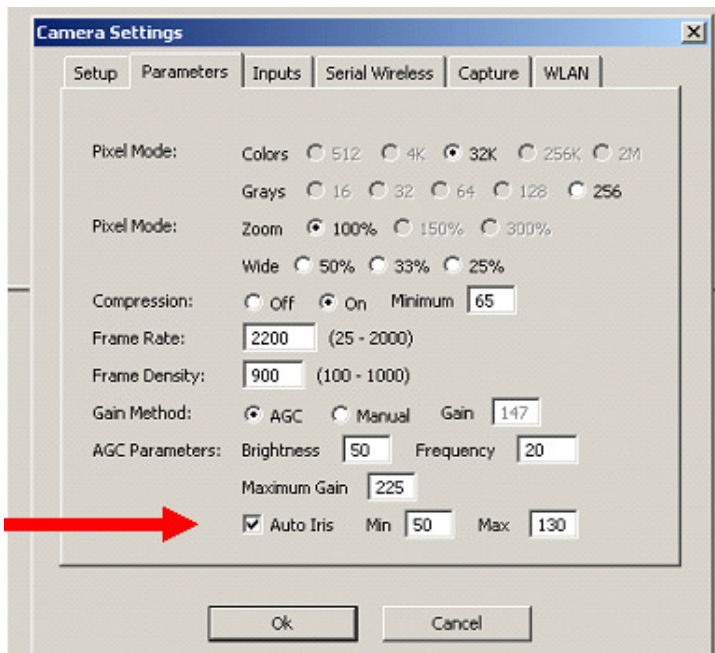 Camera Settings
Setup Parameters Inputs Serial Wireless Capture WLAN
Pixel Mode: Colors 512 4K 32K 256K 2M
Grays 16 32 64 128 256
Pixel Mode: Zoom 100% 150% 300%
Wide 50% 33% 25%
Compression: Off On Minimum 65
Frame Rate: 2200 (25 - 2000)
Frame Density: 900 (100 - 1000)
Gain Method: AGC Manual Gain 147
AGC Parameters: Brightness 50 Frequency 20
Maximum Gain 225
Auto Iris Min 50 Max 130
Ok Cancel